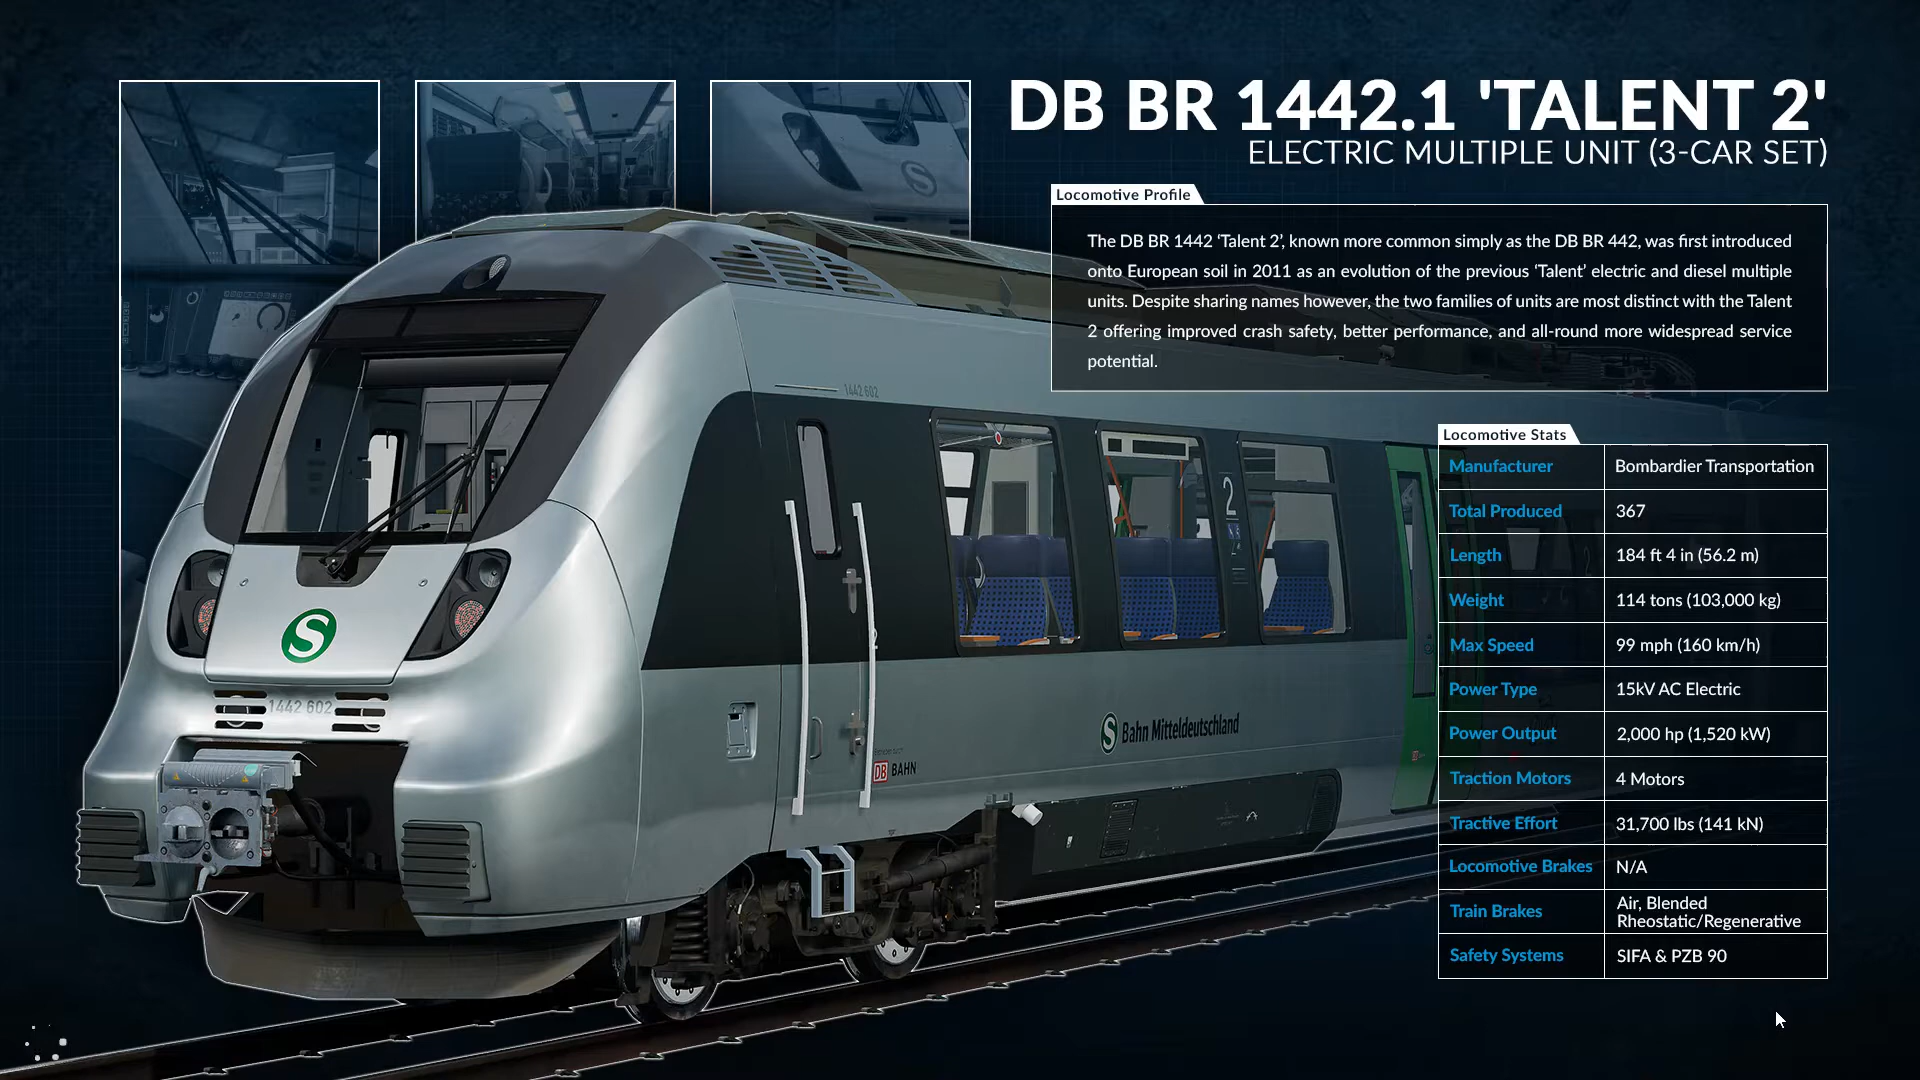 DB BR 1442.1 'TALENT 2'
ELECTRIC MULTIPLE UNIT (3-CAR SET)
Locomotive Profile
The DB BR 1442 ‘Talent 2’, known more common simply as the DB BR 442, was first introduced
onto European soil in 2011 as an evolution of the previous ‘Talent’ electric and diesel multiple
units. Despite sharing names however, the two families of units are most distinct with the Talent
2 offering improved crash safety, better performance, and all-round more widespread service
potential.
Locomotive Stats
Manufacturer Bombardier Transportation
Total Produced 367
Length 184 ft 4 in (56.2 m)
Weight 114 tons (103,000 kg)
Max Speed 99 mph (160 km/h)
Power Type 15kV AC Electric
Power Output 2,000 hp (1,520 kW)
Traction Motors 4 Motors
Tractive Effort 31,700 lbs (141 kN)
Locomotive Brakes N/A
Train Brakes Air, Blended
Rheostatic/Regenerative
Safety Systems SIFA & PZB 90
1442 602
2
S
1442 602
S Bahn Mitteldeutschland
DB BAHN